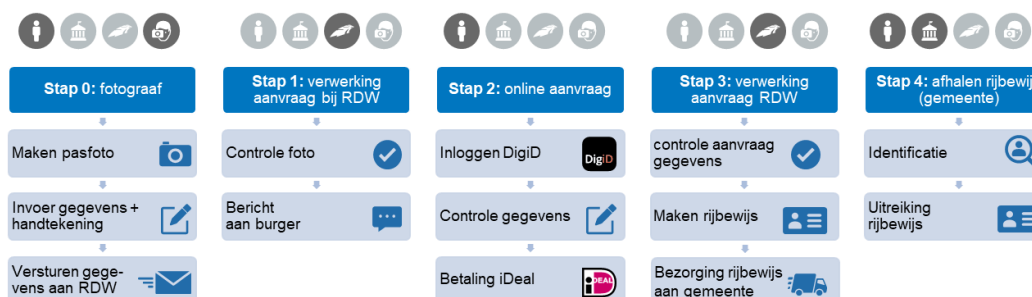 Stap 0: fotograaf
Maken pasfoto
Invoer gegevens +
handtekening
Versturen gege-
vens aan RDW
Stap 1: verwerking
aanvraag bij RDW
Controle foto
Bericht
aan burger
Stap 2: online aanvraag
Inloggen DigiD
DigiD
Controle gegevens
Betaling iDeal
iDEAL
Stap 3: verwerking
aanvraag RDW
controle aanvraag
gegevens
Maken rijbewijs
Bezorging rijbewijs
aan gemeente
Stap 4: afhalen rijbewij
(gemeente)
Identificatie
Uitreiking
rijbewijs